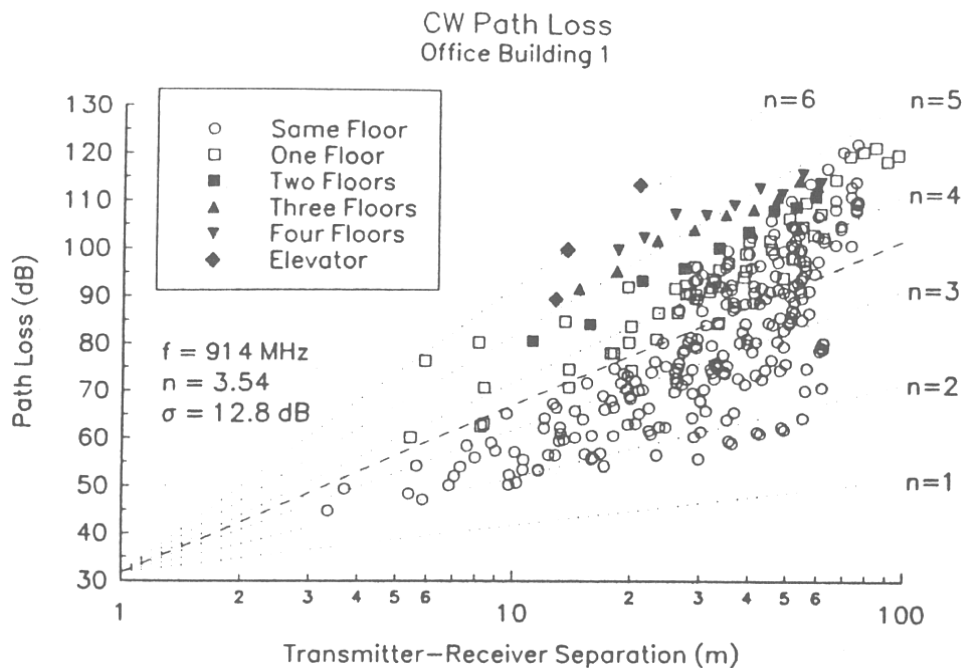 CW Path Loss
Office Building 1
Path Loss (dB)
130
120
110
100
90
80
70
60
50
40
30
Same Floor
One Floor
Two Floors
Three Floors
Four Floors
Elevator
f = 914 MHz
n = 3.54
σ = 12.8 dB
n=6
n=5
n=4
n=3
n=2
n=1
1 2 3 4 5 6 10 2 3 4 5 6 100
Transmitter-Receiver Separation (m)